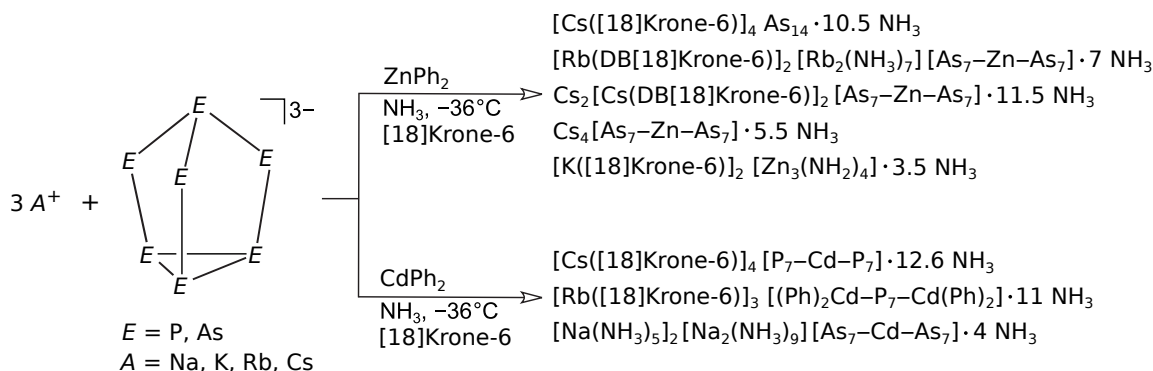 3 A⁺ +
E
E
E
E
E
E
E
3−
E = P, As
A = Na, K, Rb, Cs
ZnPh₂
NH₃, −36°C
[18]Krone-6
[Cs([18]Krone-6)]₄ As₁₄·10.5 NH₃
[Rb(DB[18]Krone-6)]₂ [Rb₂(NH₃)₇] [As₇–Zn–As₇]·7 NH₃
Cs₂[Cs(DB[18]Krone-6)]₂ [As₇–Zn–As₇]·11.5 NH₃
Cs₄[As₇–Zn–As₇]·5.5 NH₃
[K([18]Krone-6)]₂ [Zn₃(NH₂)₄]·3.5 NH₃
CdPh₂
NH₃, −36°C
[18]Krone-6
[Cs([18]Krone-6)]₄ [P₇–Cd–P₇]·12.6 NH₃
[Rb([18]Krone-6)]₃ [(Ph)₂Cd–P₇–Cd(Ph)₂]·11 NH₃
[Na(NH₃)₅]₂[Na₂(NH₃)₉][As₇–Cd–As₇]·4 NH₃